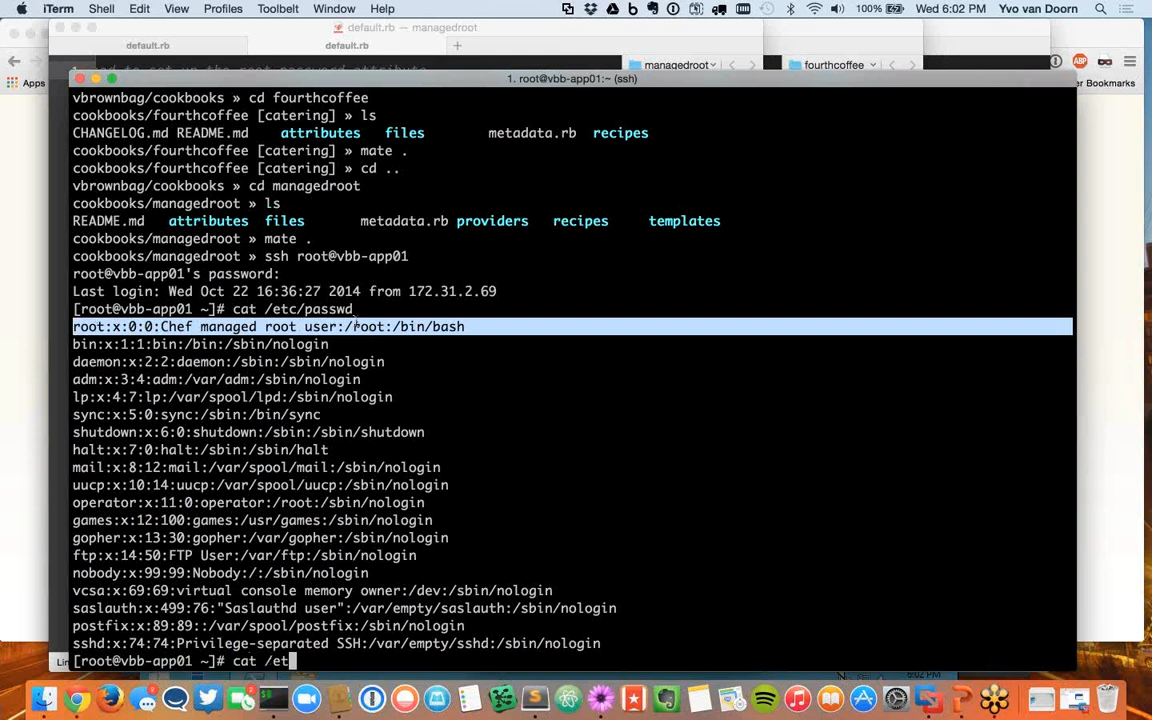 iTerm Shell Edit View Profiles Toolbelt Window Help 100% Wed 6:02 PM Yvo van Doorn
default.rb — managedroot
default.rb default.rb
managedroot fourthcoffee
Apps r Bookmarks
1. root@vbb-app01:~ (ssh)
vbrownbag/cookbooks » cd fourthcoffee
cookbooks/fourthcoffee [catering] » ls
CHANGELOG.md README.md attributes files metadata.rb recipes
cookbooks/fourthcoffee [catering] » mate .
cookbooks/fourthcoffee [catering] » cd ..
vbrownbag/cookbooks » cd managedroot
cookbooks/managedroot » ls
README.md attributes files metadata.rb providers recipes templates
cookbooks/managedroot » mate .
cookbooks/managedroot » ssh root@vbb-app01
root@vbb-app01's password:
Last login: Wed Oct 22 16:36:27 2014 from 172.31.2.69
[root@vbb-app01 ~]# cat /etc/passwd
root:x:0:0:Chef managed root user:/root:/bin/bash
bin:x:1:1:bin:/bin:/sbin/nologin
daemon:x:2:2:daemon:/sbin:/sbin/nologin
adm:x:3:4:adm:/var/adm:/sbin/nologin
lp:x:4:7:lp:/var/spool/lpd:/sbin/nologin
sync:x:5:0:sync:/sbin:/bin/sync
shutdown:x:6:0:shutdown:/sbin:/sbin/shutdown
halt:x:7:0:halt:/sbin:/sbin/halt
mail:x:8:12:mail:/var/spool/mail:/sbin/nologin
uucp:x:10:14:uucp:/var/spool/uucp:/sbin/nologin
operator:x:11:0:operator:/root:/sbin/nologin
games:x:12:100:games:/usr/games:/sbin/nologin
gopher:x:13:30:gopher:/var/gopher:/sbin/nologin
ftp:x:14:50:FTP User:/var/ftp:/sbin/nologin
nobody:x:99:99:Nobody:/:/sbin/nologin
vcsa:x:69:69:virtual console memory owner:/dev:/sbin/nologin
saslauth:x:499:76:"Saslauthd user":/var/empty/saslauth:/sbin/nologin
postfix:x:89:89::/var/spool/postfix:/sbin/nologin
sshd:x:74:74:Privilege-separated SSH:/var/empty/sshd:/sbin/nologin
[root@vbb-app01 ~]# cat /et